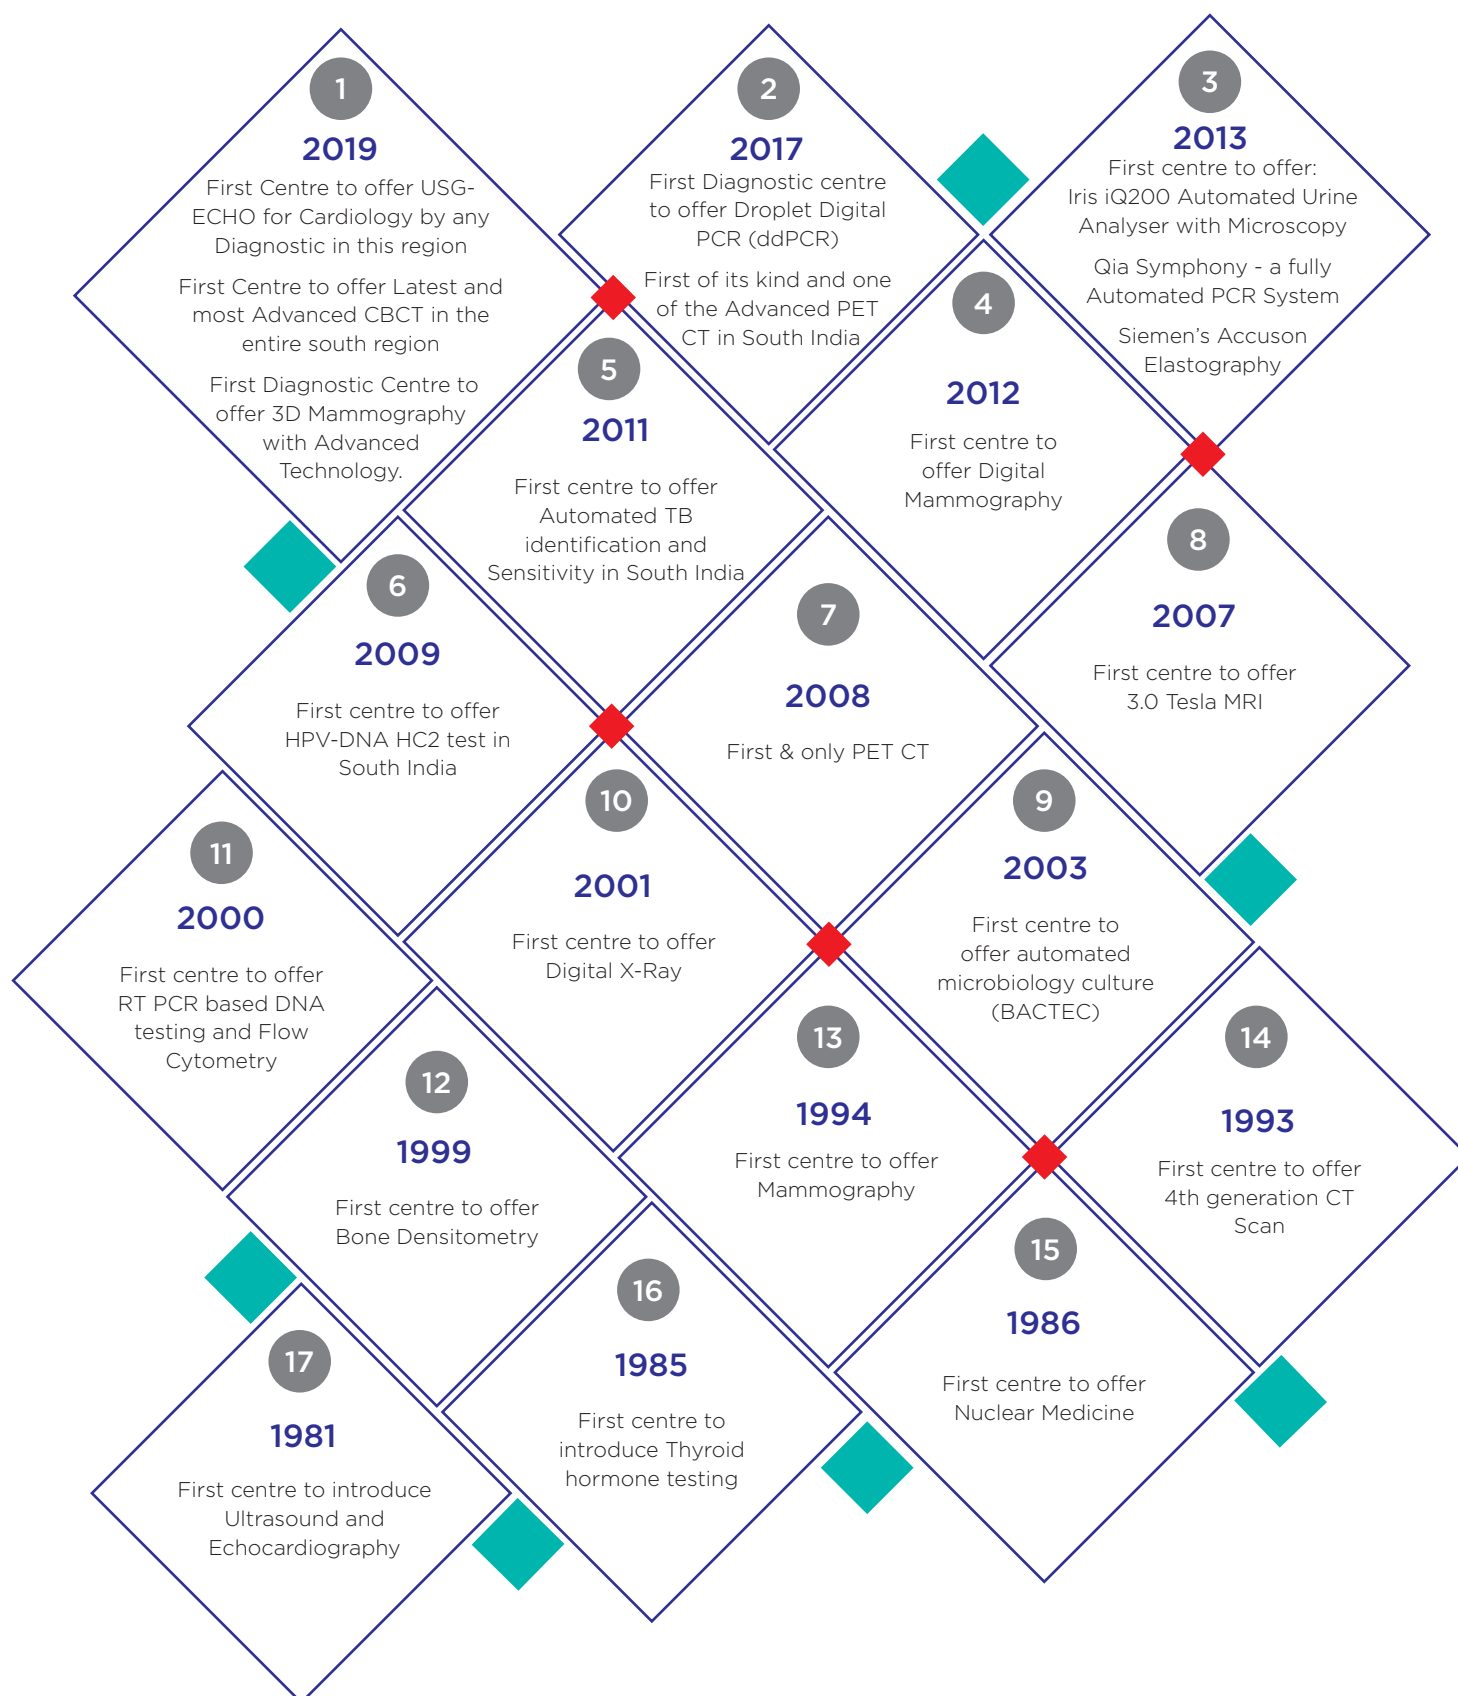 1
2019
First Centre to offer USG-
ECHO for Cardiology by any
Diagnostic in this region
First Centre to offer Latest and
most Advanced CBCT in the
entire south region
First Diagnostic Centre to
offer 3D Mammography
with Advanced
Technology.
2
2017
First Diagnostic centre
to offer Droplet Digital
PCR (ddPCR)
First of its kind and one
of the Advanced PET
CT in South India
3
2013
First centre to offer:
Iris iQ200 Automated Urine
Analyser with Microscopy
Qia Symphony - a fully
Automated PCR System
Siemen’s Accuson
Elastography
4
2012
First centre to
offer Digital
Mammography
5
2011
First centre to offer
Automated TB
identification and
Sensitivity in South India
6
2009
First centre to offer
HPV-DNA HC2 test in
South India
7
2008
First & only PET CT
8
2007
First centre to offer
3.0 Tesla MRI
9
2003
First centre to
offer automated
microbiology culture
(BACTEC)
10
2001
First centre to offer
Digital X-Ray
11
2000
First centre to offer
RT PCR based DNA
testing and Flow
Cytometry
12
1999
First centre to offer
Bone Densitometry
13
1994
First centre to offer
Mammography
14
1993
First centre to offer
4th generation CT
Scan
15
1986
First centre to offer
Nuclear Medicine
16
1985
First centre to
introduce Thyroid
hormone testing
17
1981
First centre to introduce
Ultrasound and
Echocardiography